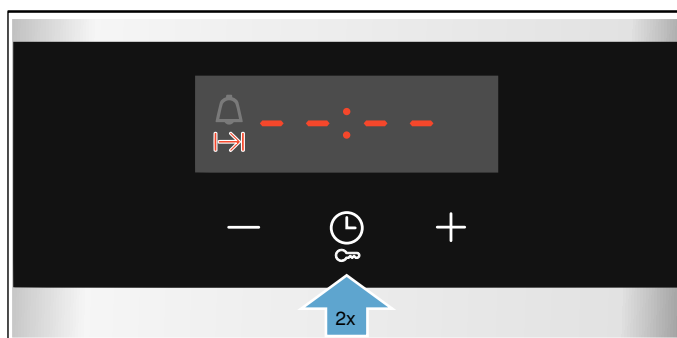 – – : – –
2x